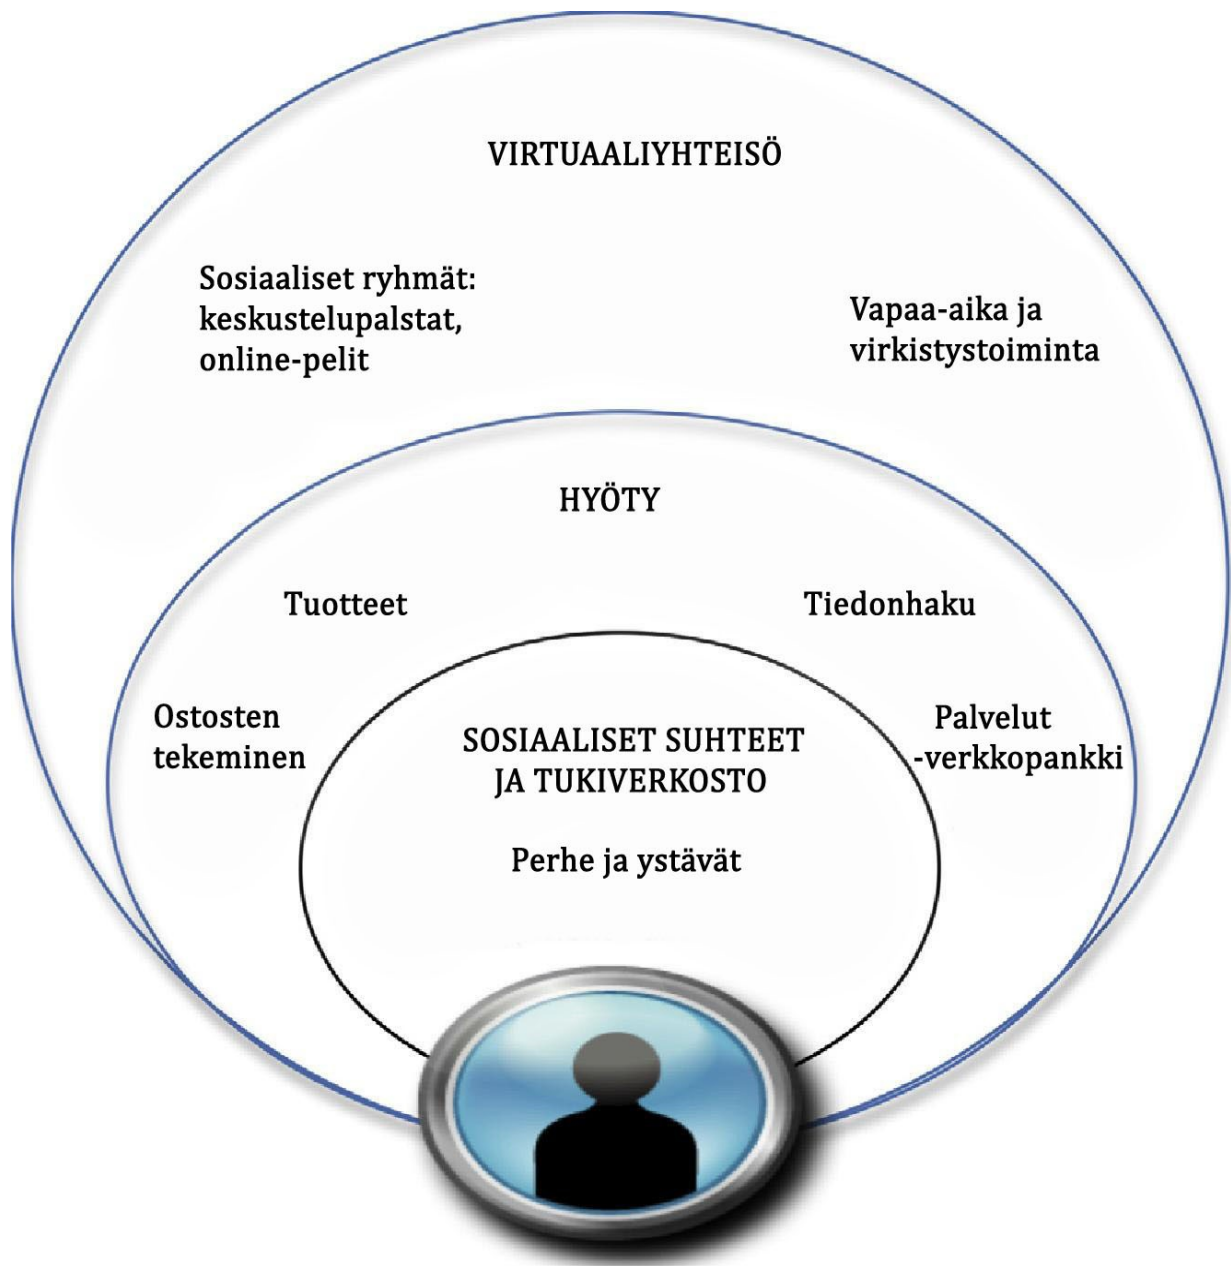 VIRTUAALIYHTEISÖ
Sosiaaliset ryhmät:
keskustelupalstat,
online-pelit
Vapaa-aika ja
virkistystoiminta
HYÖTY
Tuotteet
Tiedonhaku
Ostosten
tekeminen
SOSIAALISET SUHTEET
JA TUKIVERKOSTO
Perhe ja ystävät
Palvelut
-verkkopankki